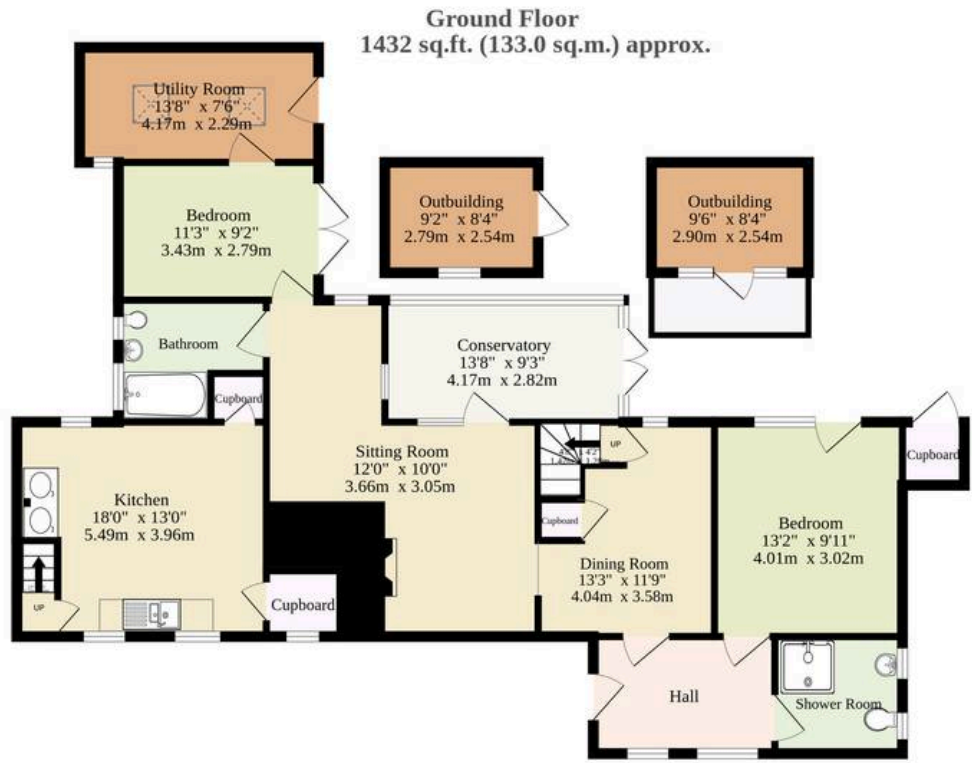 Ground Floor
1432 sq.ft. (133.0 sq.m.) approx.
Utility Room
13'8" x 7'6"
4.17m x 2.29m
Bedroom
11'3" x 9'2"
3.43m x 2.79m
Outbuilding
9'2" x 8'4"
2.79m x 2.54m
Outbuilding
9'6" x 8'4"
2.90m x 2.54m
Bathroom
Cupboard
Conservatory
13'8" x 9'3"
4.17m x 2.82m
Sitting Room
12'0" x 10'0"
3.66m x 3.05m
UP
Cupboard
Kitchen
18'0" x 13'0"
5.49m x 3.96m
UP
Cupboard
Cupboard
Dining Room
13'3" x 11'9"
4.04m x 3.58m
Bedroom
13'2" x 9'11"
4.01m x 3.02m
Hall
Shower Room